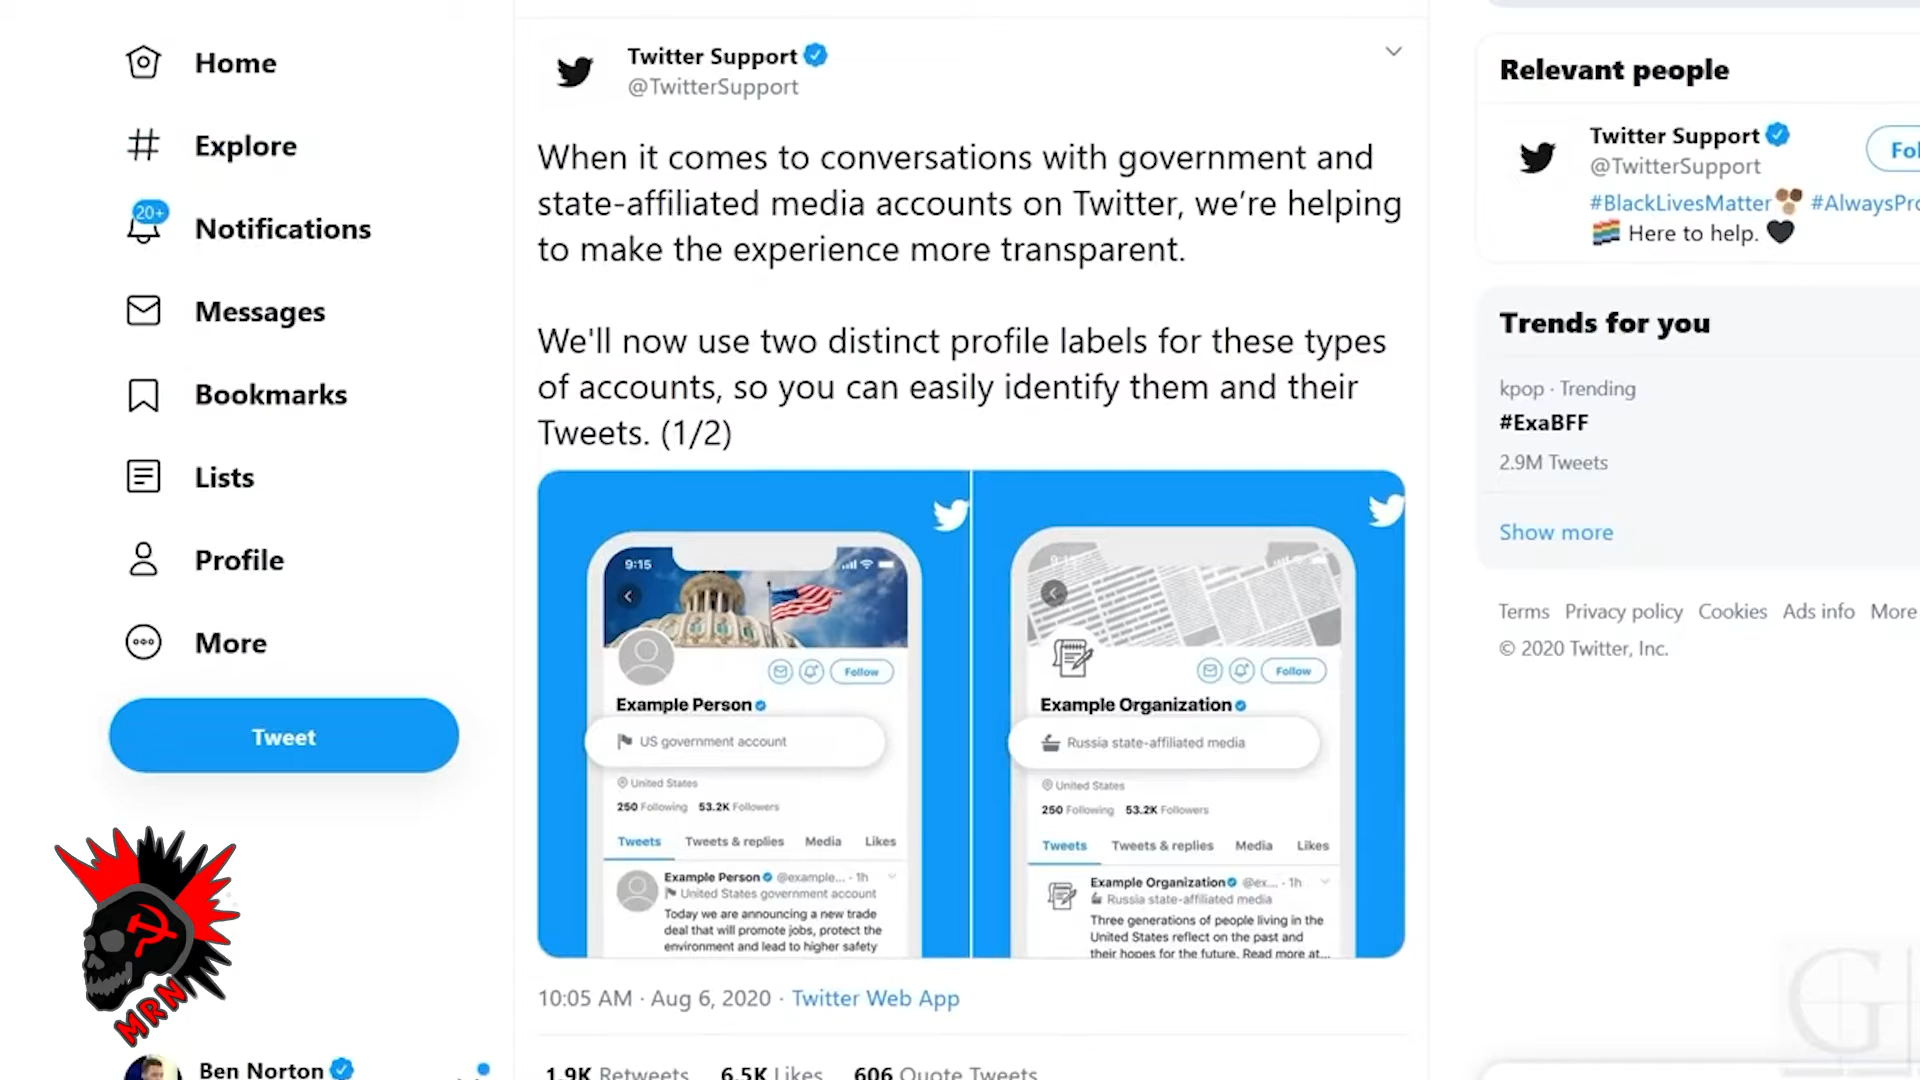 Home
Explore
20+
Notifications
Messages
Bookmarks
Lists
Profile
More
Tweet
MRN
Ben Norton
Twitter Support
@TwitterSupport
When it comes to conversations with government and
state-affiliated media accounts on Twitter, we’re helping
to make the experience more transparent.
We'll now use two distinct profile labels for these types
of accounts, so you can easily identify them and their
Tweets. (1/2)
9:15
Follow
Example Person
US government account
United States
250 Following 53.2K Followers
Tweets Tweets & replies Media Likes
Example Person @example... · 1h
United States government account
Today we are announcing a new trade
deal that will promote jobs, protect the
environment and lead to higher safety
9:15
Follow
Example Organization
Russia state-affiliated media
United States
250 Following 53.2K Followers
Tweets Tweets & replies Media Likes
Example Organization @ex... · 1h
Russia state-affiliated media
Three generations of people living in the
United States reflect on the past and
their hopes for the future. Read more at...
10:05 AM · Aug 6, 2020 · Twitter Web App
1.9K Retweets 6.5K Likes 606 Quote Tweets
Relevant people
Twitter Support
@TwitterSupport
Fol
#BlackLivesMatter #AlwaysPro
Here to help.
Trends for you
kpop · Trending
#ExaBFF
2.9M Tweets
Show more
Terms Privacy policy Cookies Ads info More
© 2020 Twitter, Inc.
G